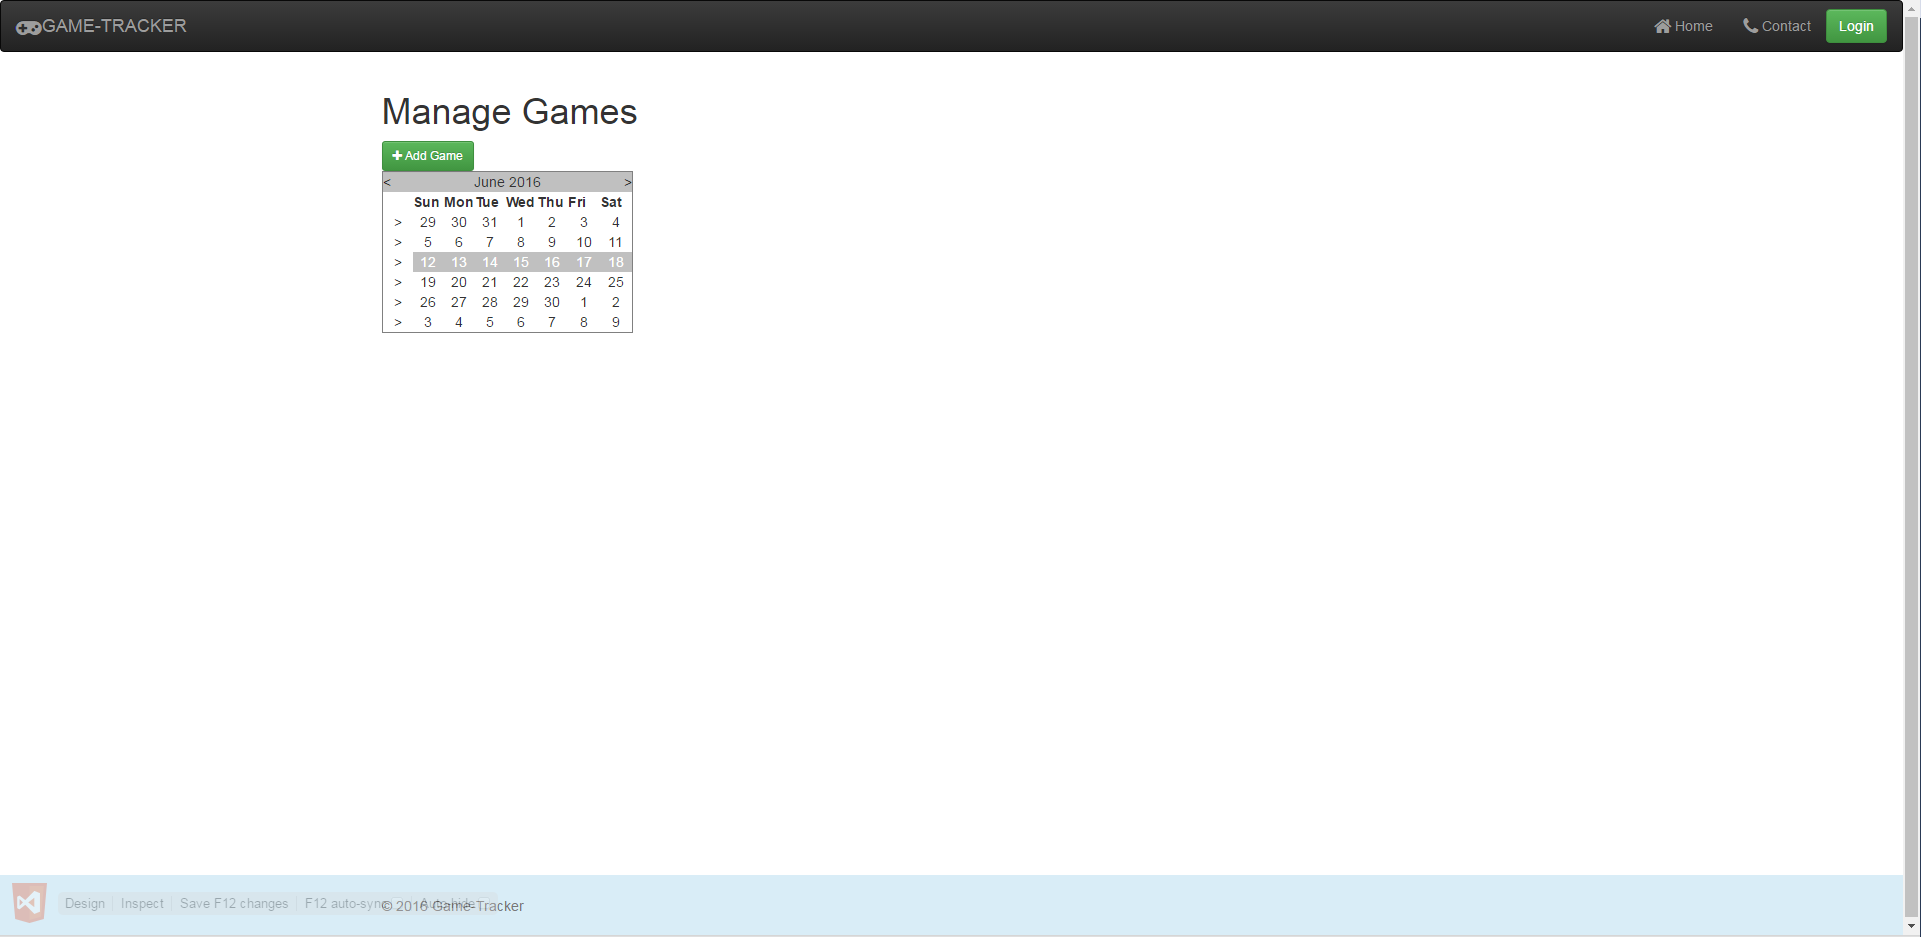 GAME-TRACKER Home Contact Login
Manage Games
Add Game
< June 2016 >
Sun Mon Tue Wed Thu Fri Sat
> 29 30 31 1 2 3 4
> 5 6 7 8 9 10 11
> 12 13 14 15 16 17 18
> 19 20 21 22 23 24 25
> 26 27 28 29 30 1 2
> 3 4 5 6 7 8 9
Design Inspect Save F12 changes F12 auto-sync
© 2016 Game-Tracker